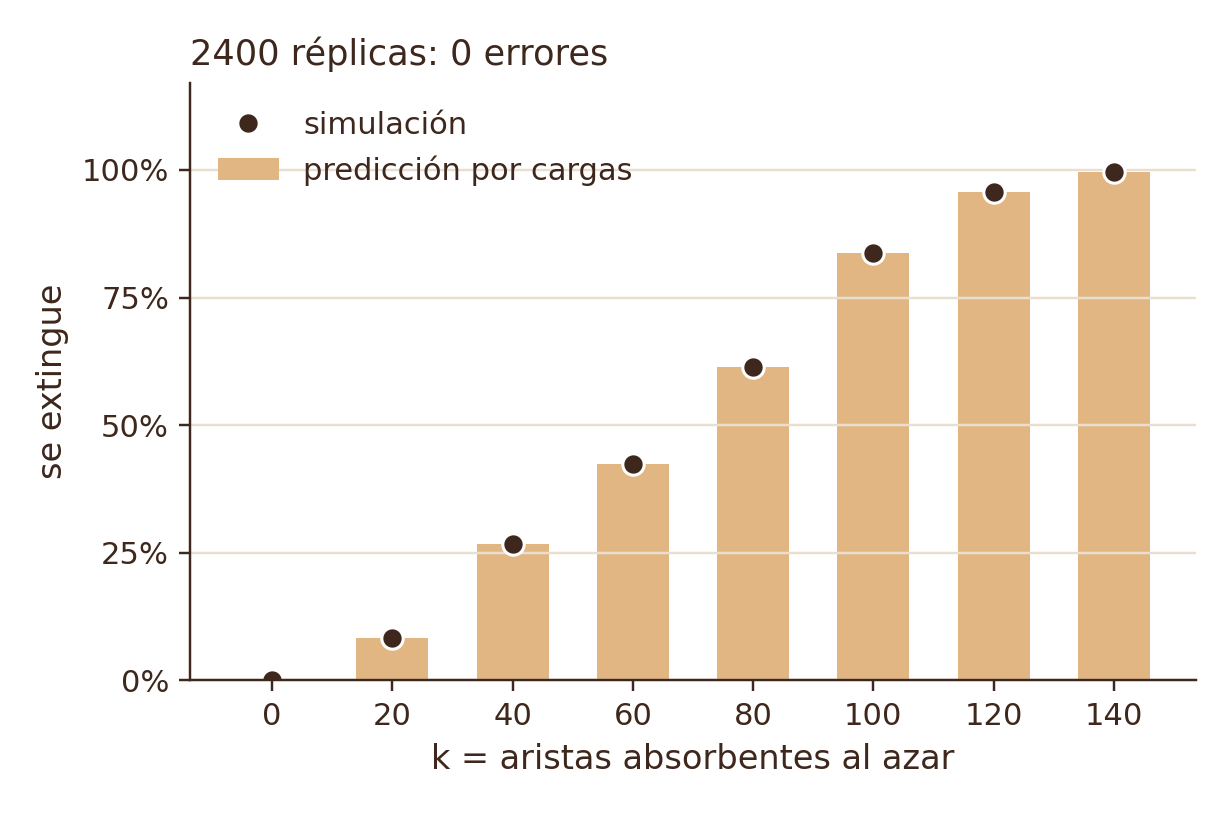 2400 réplicas: 0 errores
simulación
predicción por cargas
100%
75%
50%
25%
0%
se extingue
0 20 40 60 80 100 120 140
k = aristas absorbentes al azar